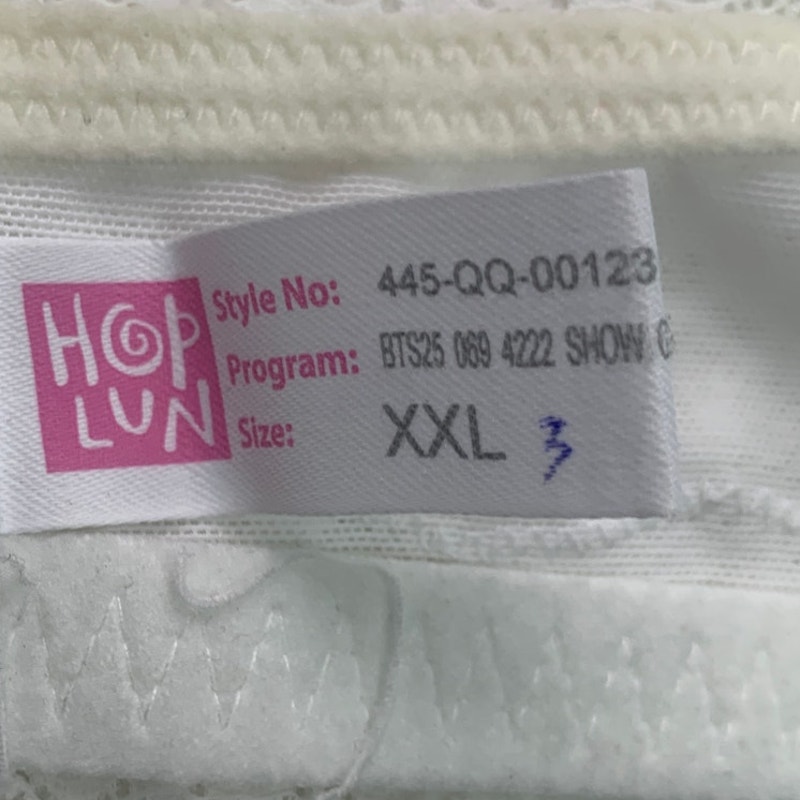 HOP
LUN
Style No: 445-QQ-00123
Program: BTS25 069 4222 SHOW
Size: XXL 3